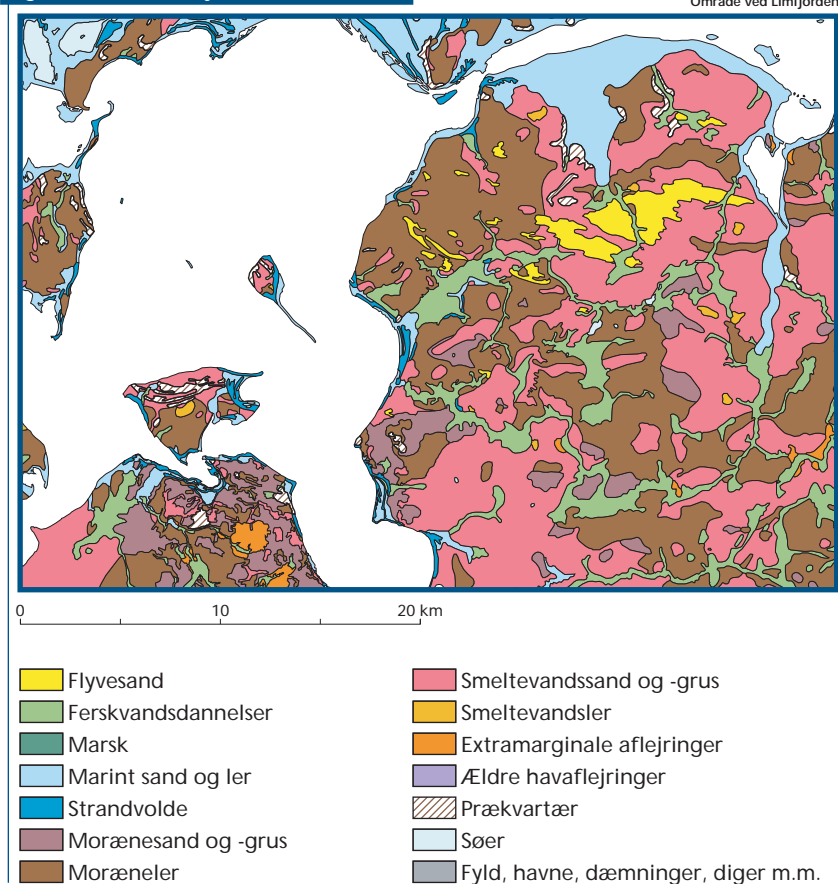 Område ved Limfjorden
0 10 20 km
Flyvesand
Ferskvandsdannelser
Marsk
Marint sand og ler
Strandvolde
Morænesand og -grus
Moræneler
Smeltevandssand og -grus
Smeltevandsler
Extramarginale aflejringer
Ældre havaflejringer
Prækvartær
Søer
Fyld, havne, dæmninger, diger m.m.